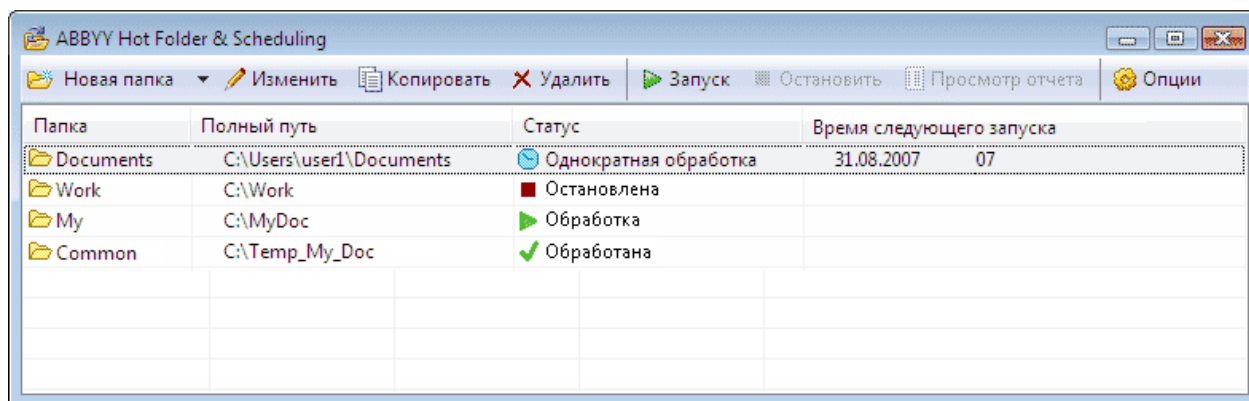 ABBYY Hot Folder & Scheduling
Новая папка Изменить Копировать Удалить Запуск Остановить Просмотр отчета Опции
Папка Полный путь Статус Время следующего запуска
Documents C:\Users\user1\Documents Однократная обработка 31.08.2007 07
Work C:\Work Остановлена
My C:\MyDoc Обработка
Common C:\Temp_My_Doc Обработана